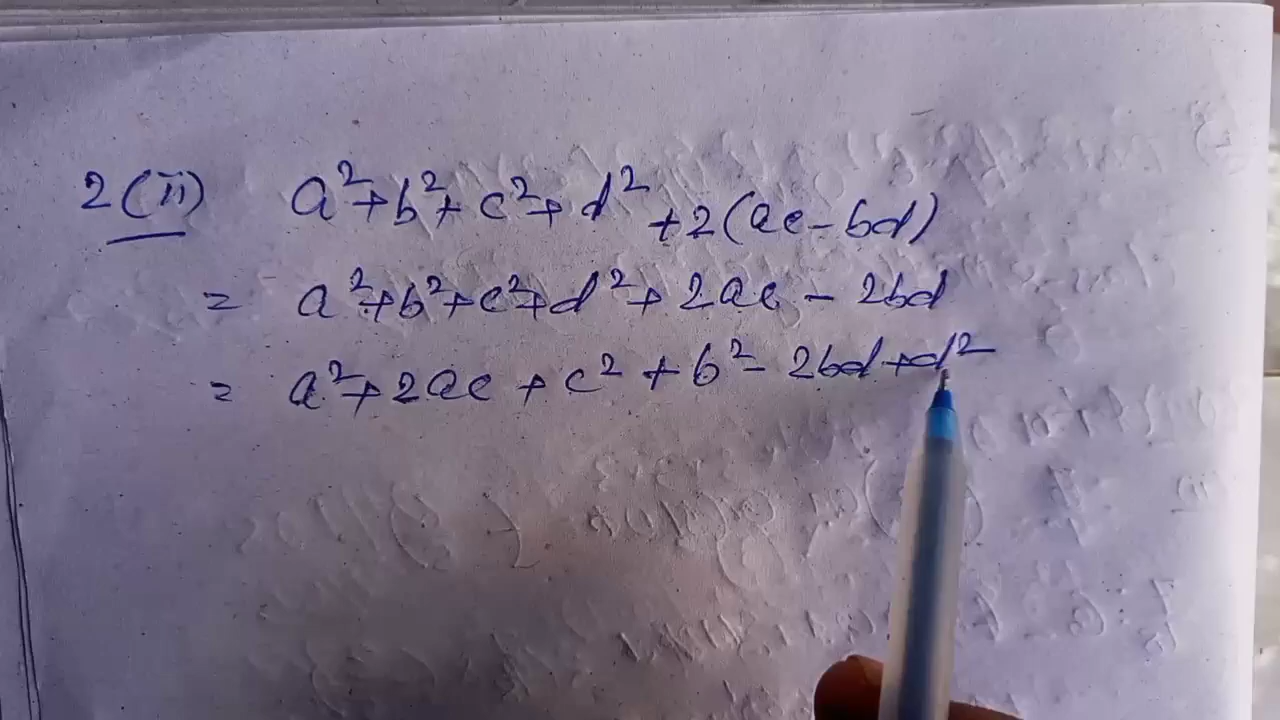 2(ii) a²+b²+c²+d²+2(ac-bd)
= a²+b²+c²+d²+2ac-2bd
= a²+2ac+c²+b²-2bd+d²